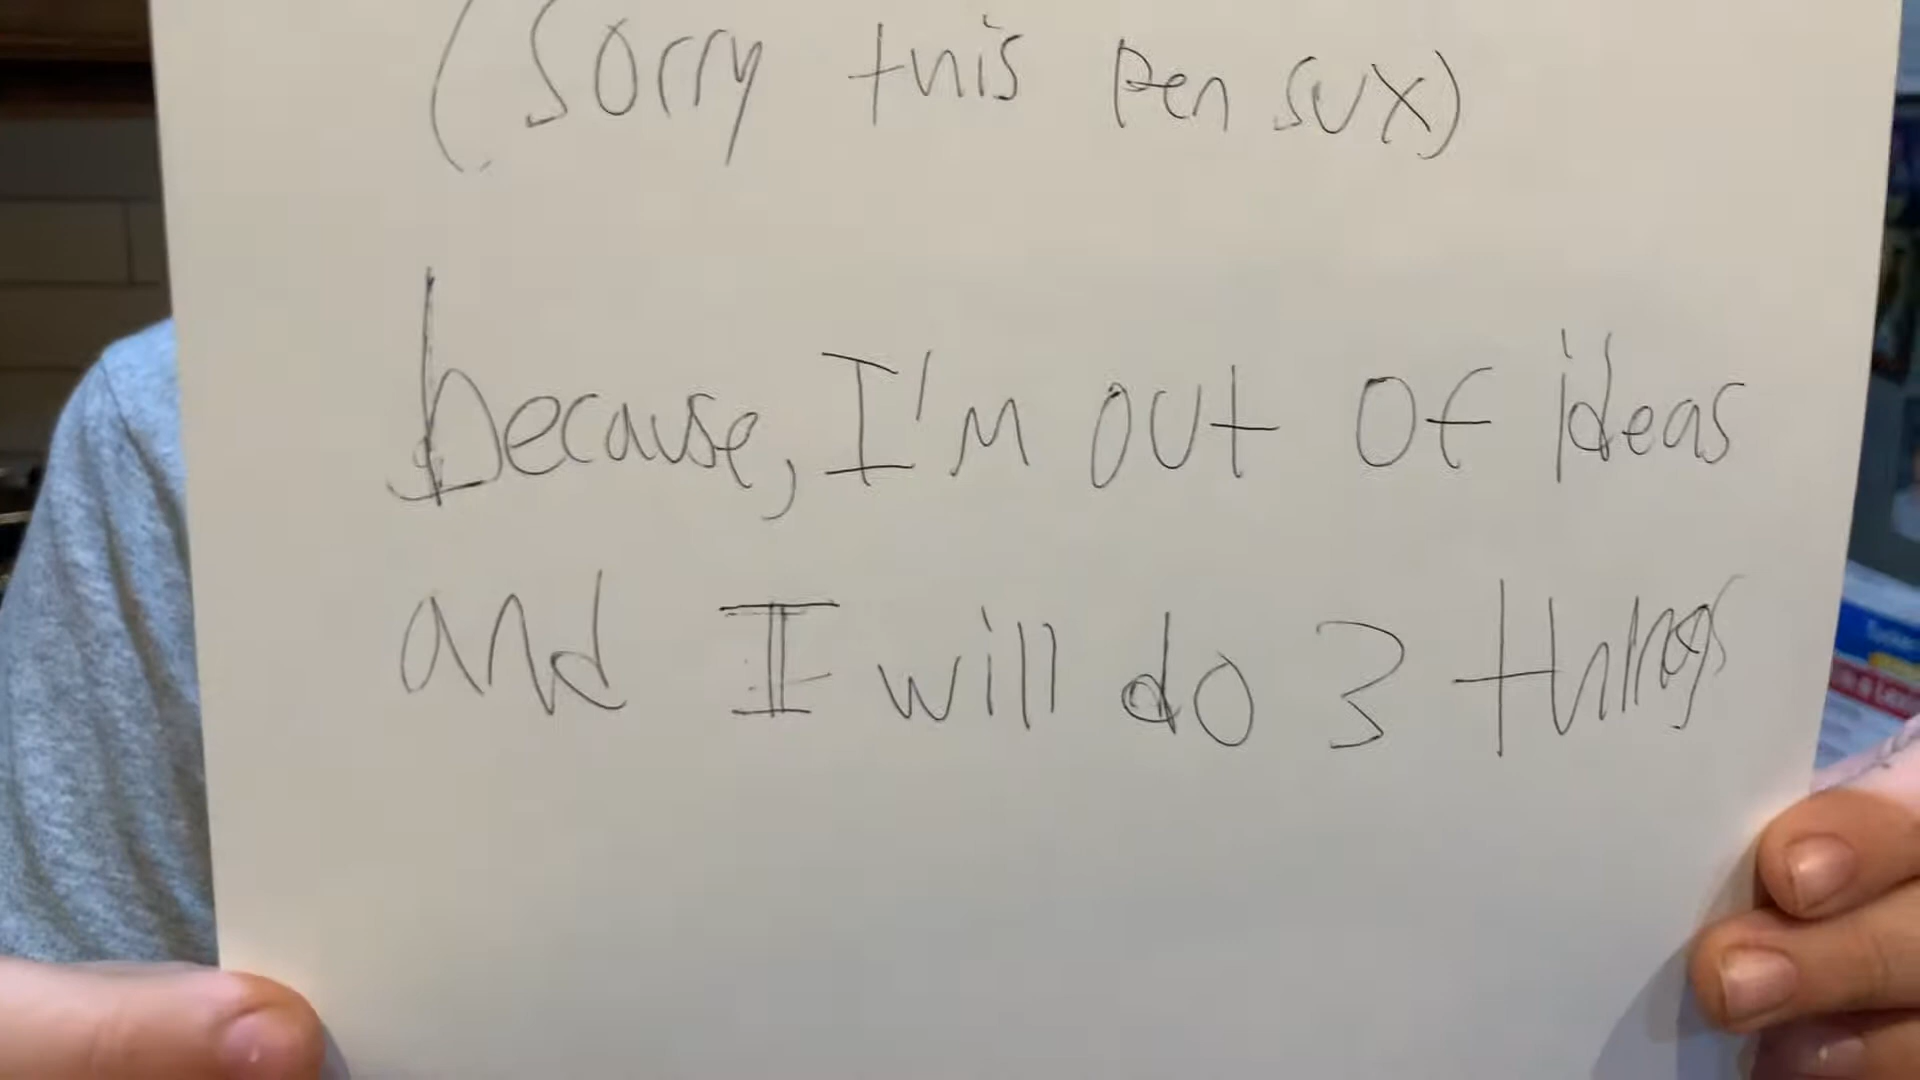 (Sorry this pen sux)
because, I'm out of ideas
and I will do 3 things